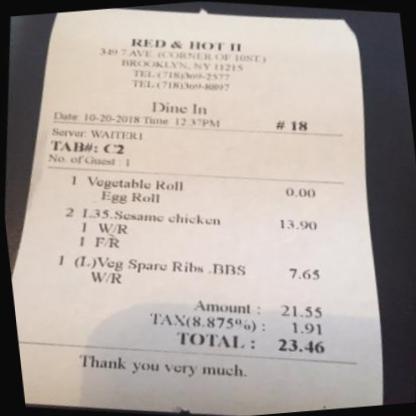 RED & HOT II
349 7 AVE. (CORNER OF 10ST.)
BROOKLYN, NY 11215
TEL (718)369-2577
TEL (718)369-8897
Dine In
Date: 10-20-2018 Time: 12:37PM # 18
Server: WAITER1
TAB#: C2
No. of Guest : 1
1 Vegetable Roll 0.00
Egg Roll
2 L35.Sesame chicken 13.90
1 W/R
1 F/R
1 (L)Veg Spare Ribs .BBS 7.65
W/R
Amount : 21.55
TAX(8.875%) : 1.91
TOTAL : 23.46
Thank you very much.